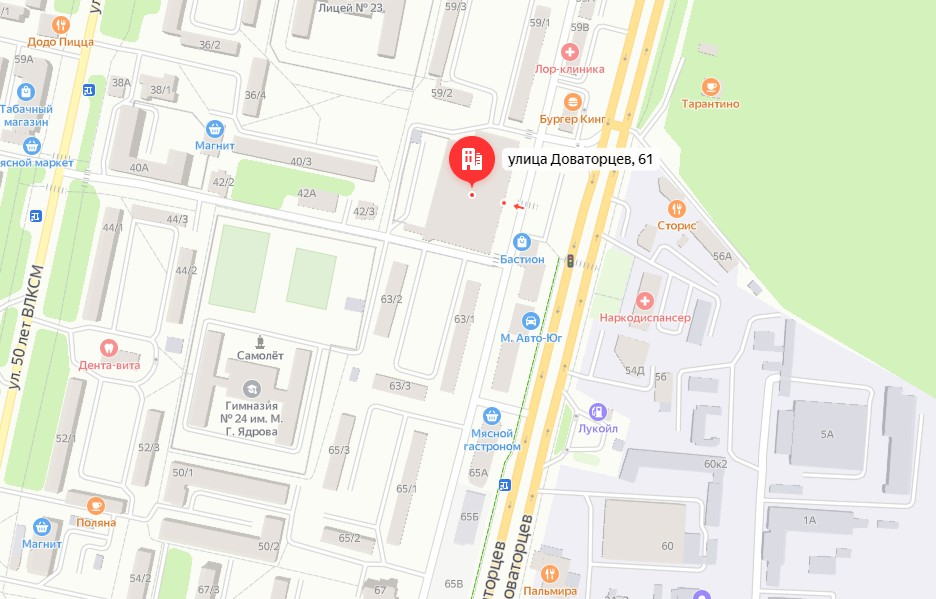 Лицей № 23
59В
Додо Пицца
36/2
59/3
59А
Лор-клиника
38А
38/1
36/4
59/2
Тарантино
Табачный
магазин
Бургер Кинг
Магнит
ясной маркет
40А
40/3
улица Доваторцев, 61
42/2
42А
42/3
44/3
44/1
Сторис
56А
Бастион
44/2
63/2
Наркодиспансер
63/1
ул. 50 лет ВЛКСМ
М. Авто-Юг
Самолёт
Дента-вита
54Д
56
63/3
Гимназия
№ 24 им. М.
Г. Ядрова
Лукойл
Мясной
гастроном
5А
52/1
52/3
65/3
60к2
50/1
65А
65/1
Поляна
65Б
1А
Магнит
50/2
65/2
60
54/2
67/3
67
65В
аторцев
оваторцев
Пальмира